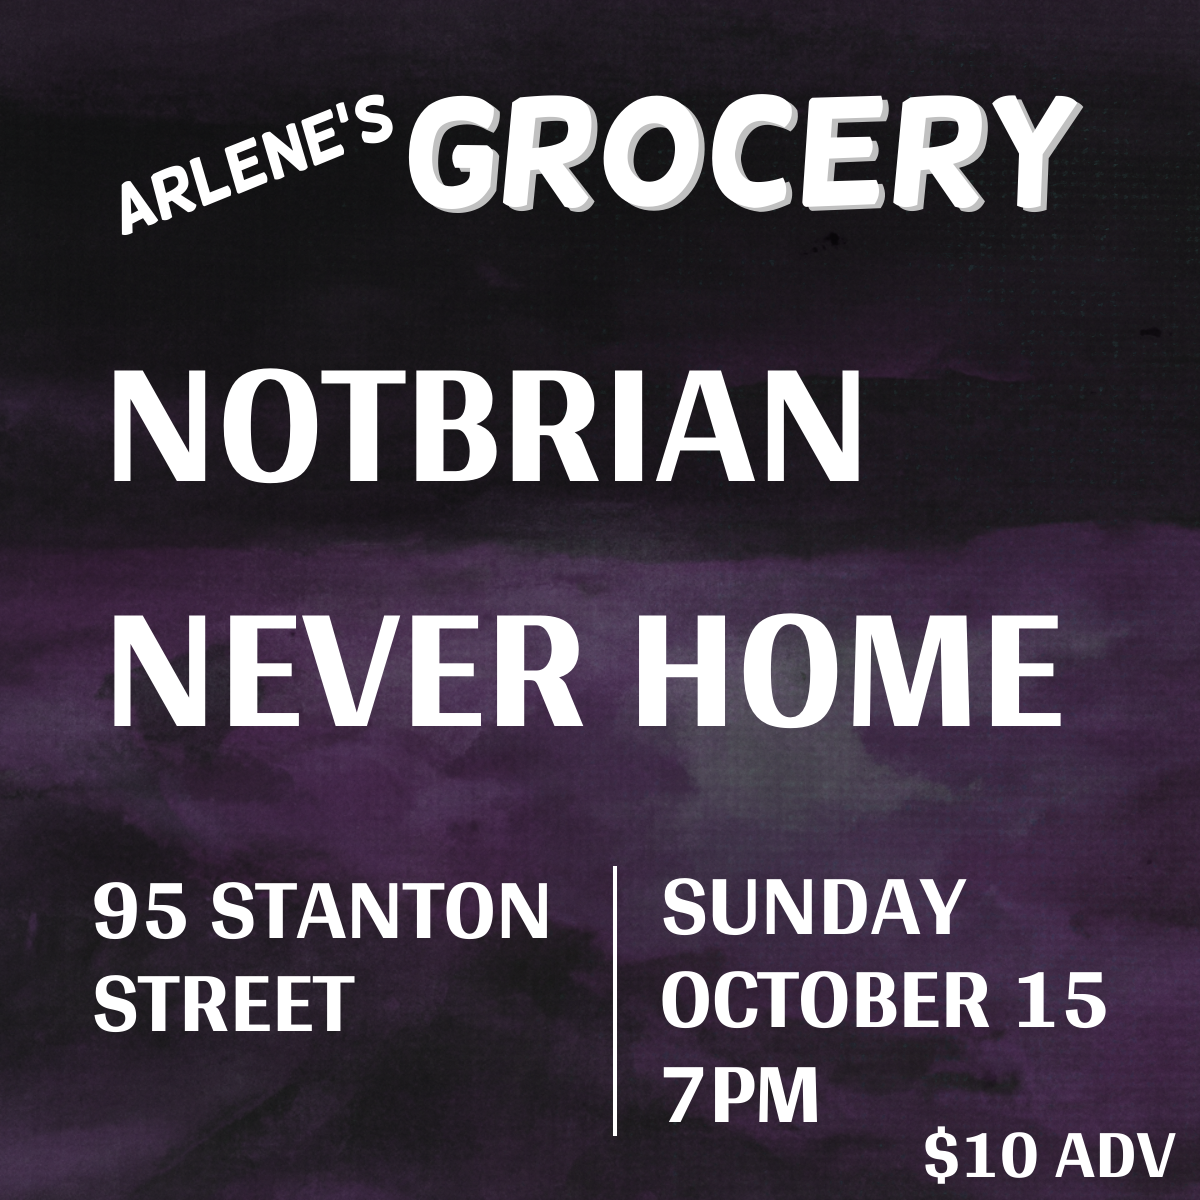 ARLENE'S GROCERY
NOTBRIAN
NEVER HOME
95 STANTON
STREET
SUNDAY
OCTOBER 15
7PM
$10 ADV